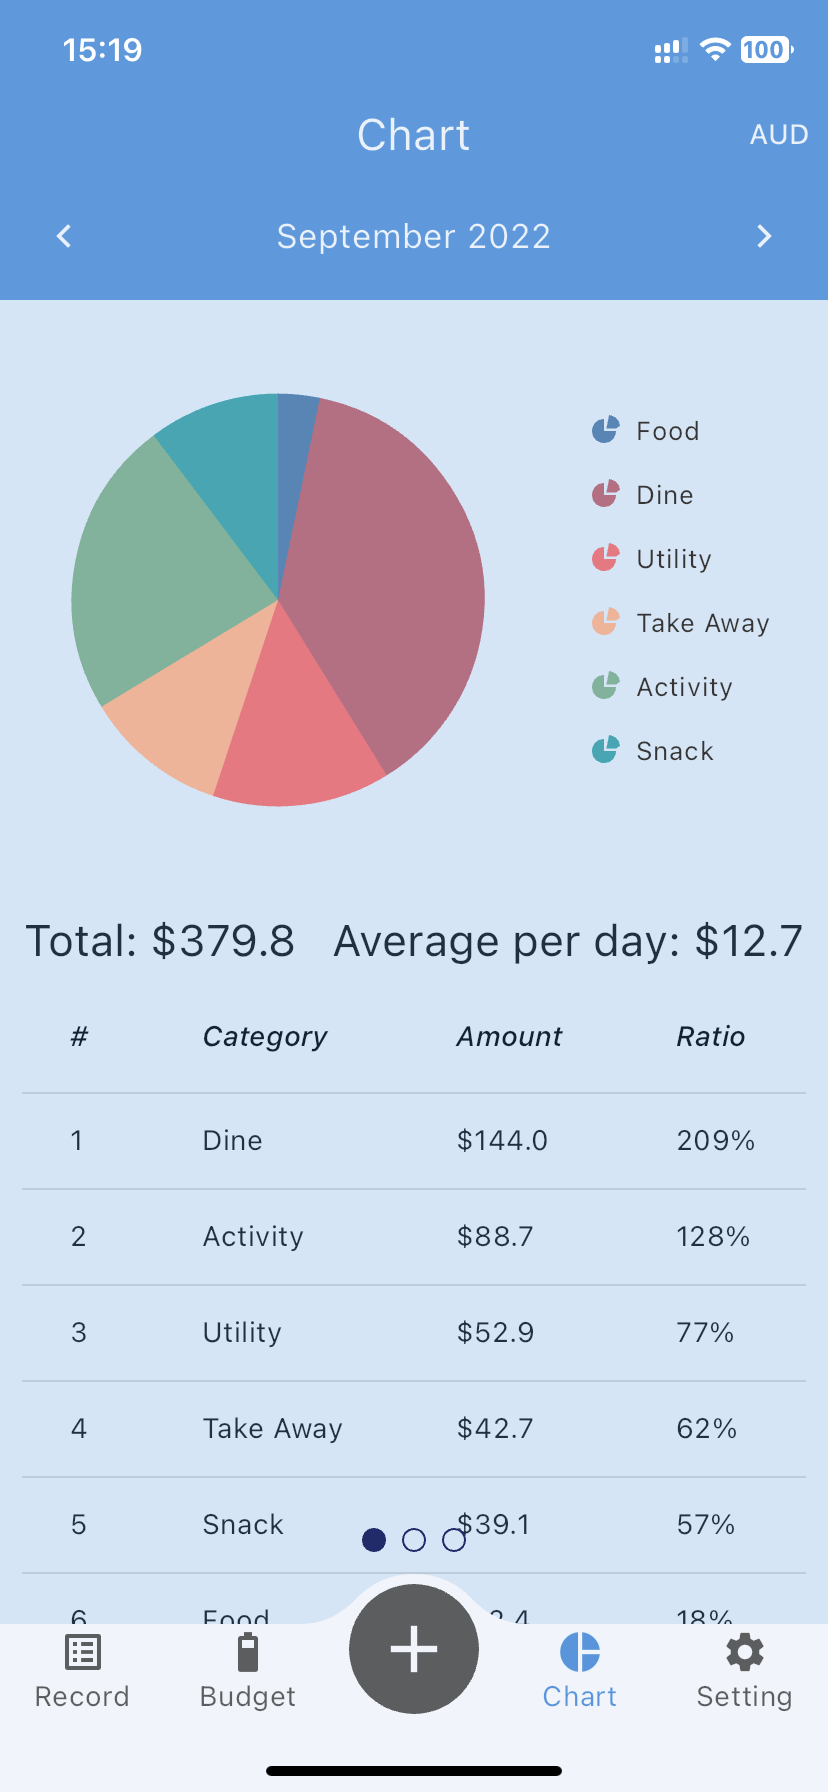 15:19
100
Chart
AUD
September 2022
Food
Dine
Utility
Take Away
Activity
Snack
Total: $379.8 Average per day: $12.7
# Category Amount Ratio
1 Dine $144.0 209%
2 Activity $88.7 128%
3 Utility $52.9 77%
4 Take Away $42.7 62%
5 Snack $39.1 57%
6 Food 18%
Record Budget Chart Setting